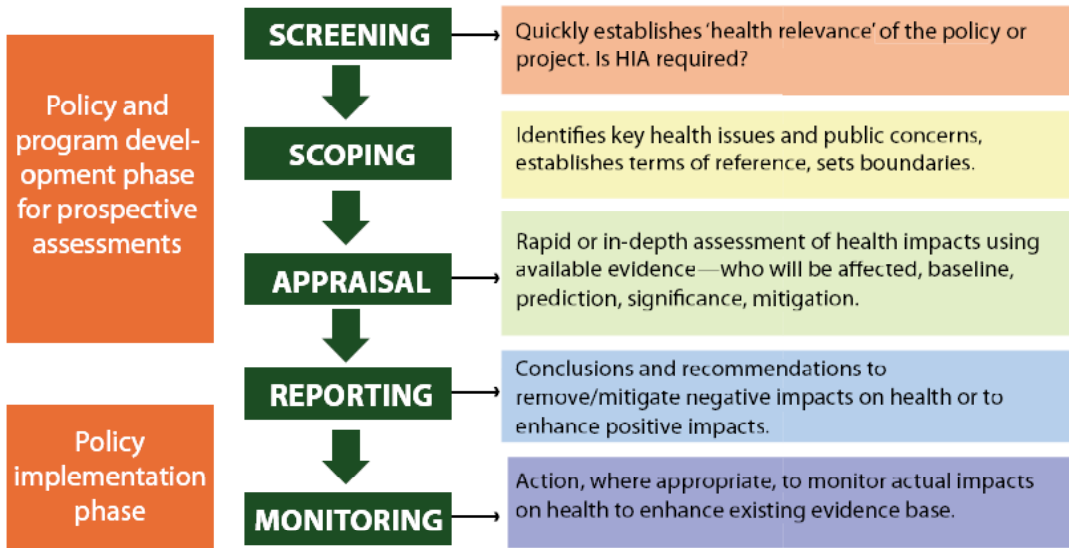 Policy and
program devel-
opment phase
for prospective
assessments
Policy
implementation
phase
SCREENING
Quickly establishes ‘health relevance’ of the policy or
project. Is HIA required?
SCOPING
Identifies key health issues and public concerns,
establishes terms of reference, sets boundaries.
APPRAISAL
Rapid or in-depth assessment of health impacts using
available evidence—who will be affected, baseline,
prediction, significance, mitigation.
REPORTING
Conclusions and recommendations to
remove/mitigate negative impacts on health or to
enhance positive impacts.
MONITORING
Action, where appropriate, to monitor actual impacts
on health to enhance existing evidence base.